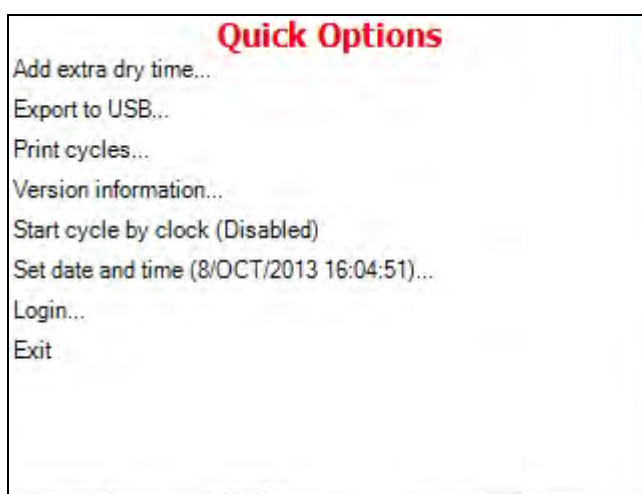 Quick Options
Add extra dry time...
Export to USB...
Print cycles...
Version information...
Start cycle by clock (Disabled)
Set date and time (8/OCT/2013 16:04:51)...
Login...
Exit